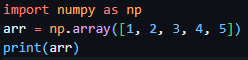 import numpy as np
arr = np.array([1, 2, 3, 4, 5])
print(arr)